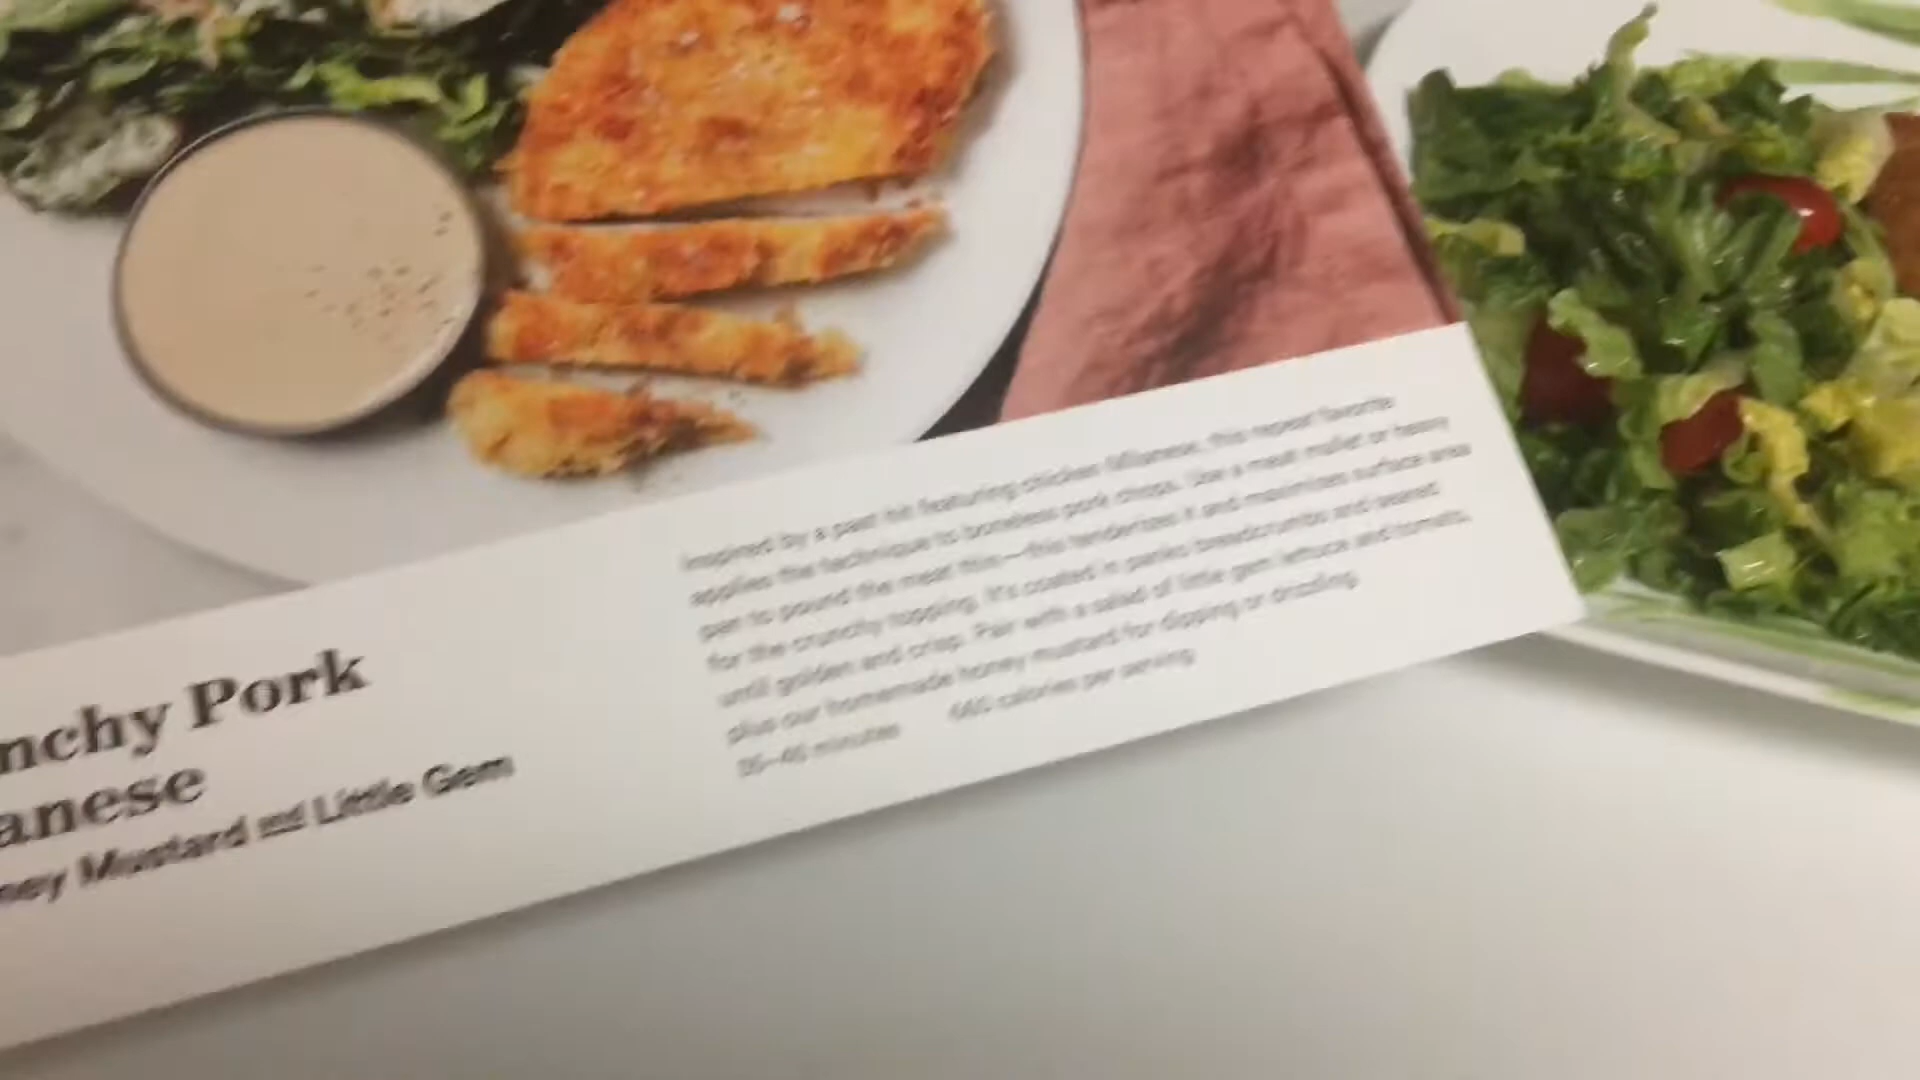 nchy Pork
anese
ney Mustard and Little Gem
Inspired by a past hit featuring chicken Milanese, this repeat favorite
applies the technique to boneless pork chops. Use a meat mallet or heavy
pan to pound the meat thin—this tenderizes it and maximizes surface area
for the crunchy topping. It's coated in panko breadcrumbs and seared
until golden and crisp. Pair with a salad of little gem lettuce and tomato,
plus our homemade honey mustard for dipping or drizzling.
minutes calories per serving